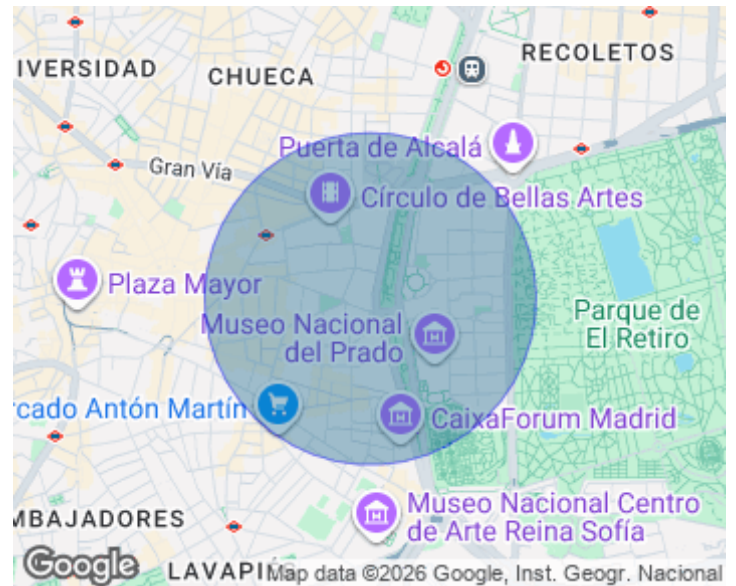 RECOLETOS
IVERSIDAD
CHUECA
Puerta de Alcalá
Gran Vía
Círculo de Bellas Artes
Plaza Mayor
Parque de
El Retiro
Museo Nacional
del Prado
rcado Antón Martín
CaixaForum Madrid
MBAJADORES
Museo Nacional Centro
de Arte Reina Sofía
Google
LAVAPI
Map data ©2026 Google, Inst. Geogr. Nacional